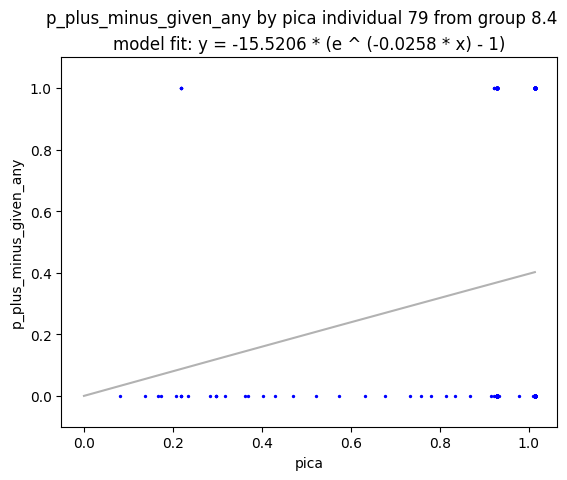 p_plus_minus_given_any by pica individual 79 from group 8.4
model fit: y = -15.5206 * (e ^ (-0.0258 * x) - 1)
1.0
0.8
0.6
0.4
0.2
0.0
p_plus_minus_given_any
0.0 0.2 0.4 0.6 0.8 1.0
pica